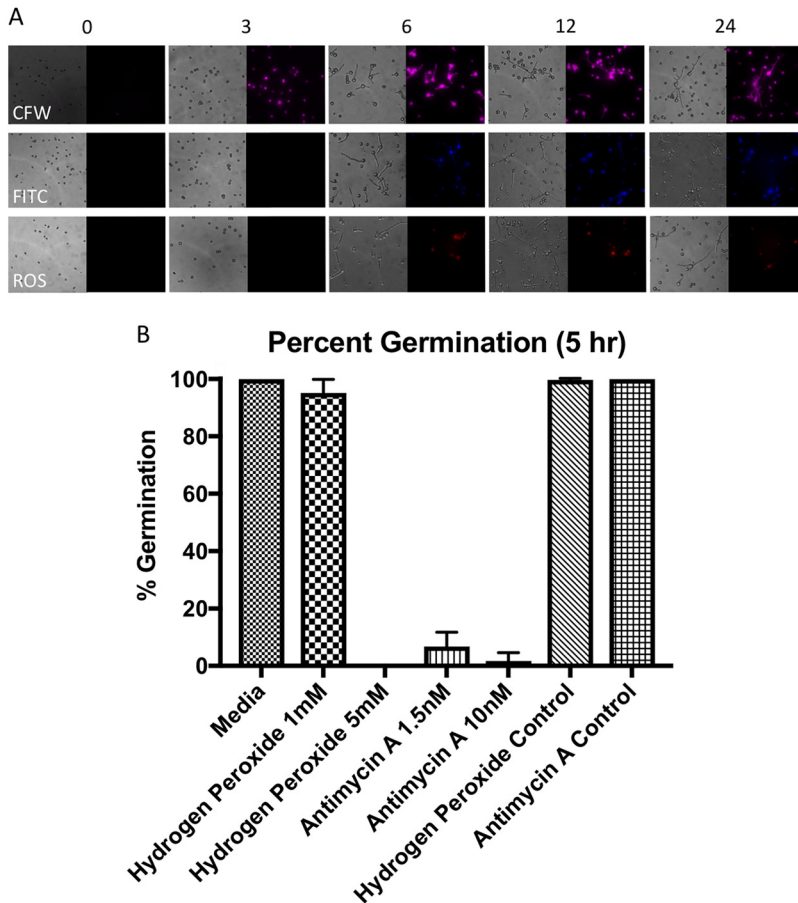 A
0 3 6 12 24
CFW
FITC
ROS
B
Percent Germination (5 hr)
% Germination
100
80
60
40
20
0
Media
Hydrogen Peroxide 1mM
Hydrogen Peroxide 5mM
Antimycin A 1.5nM
Antimycin A 10nM
Hydrogen Peroxide Control
Antimycin A Control